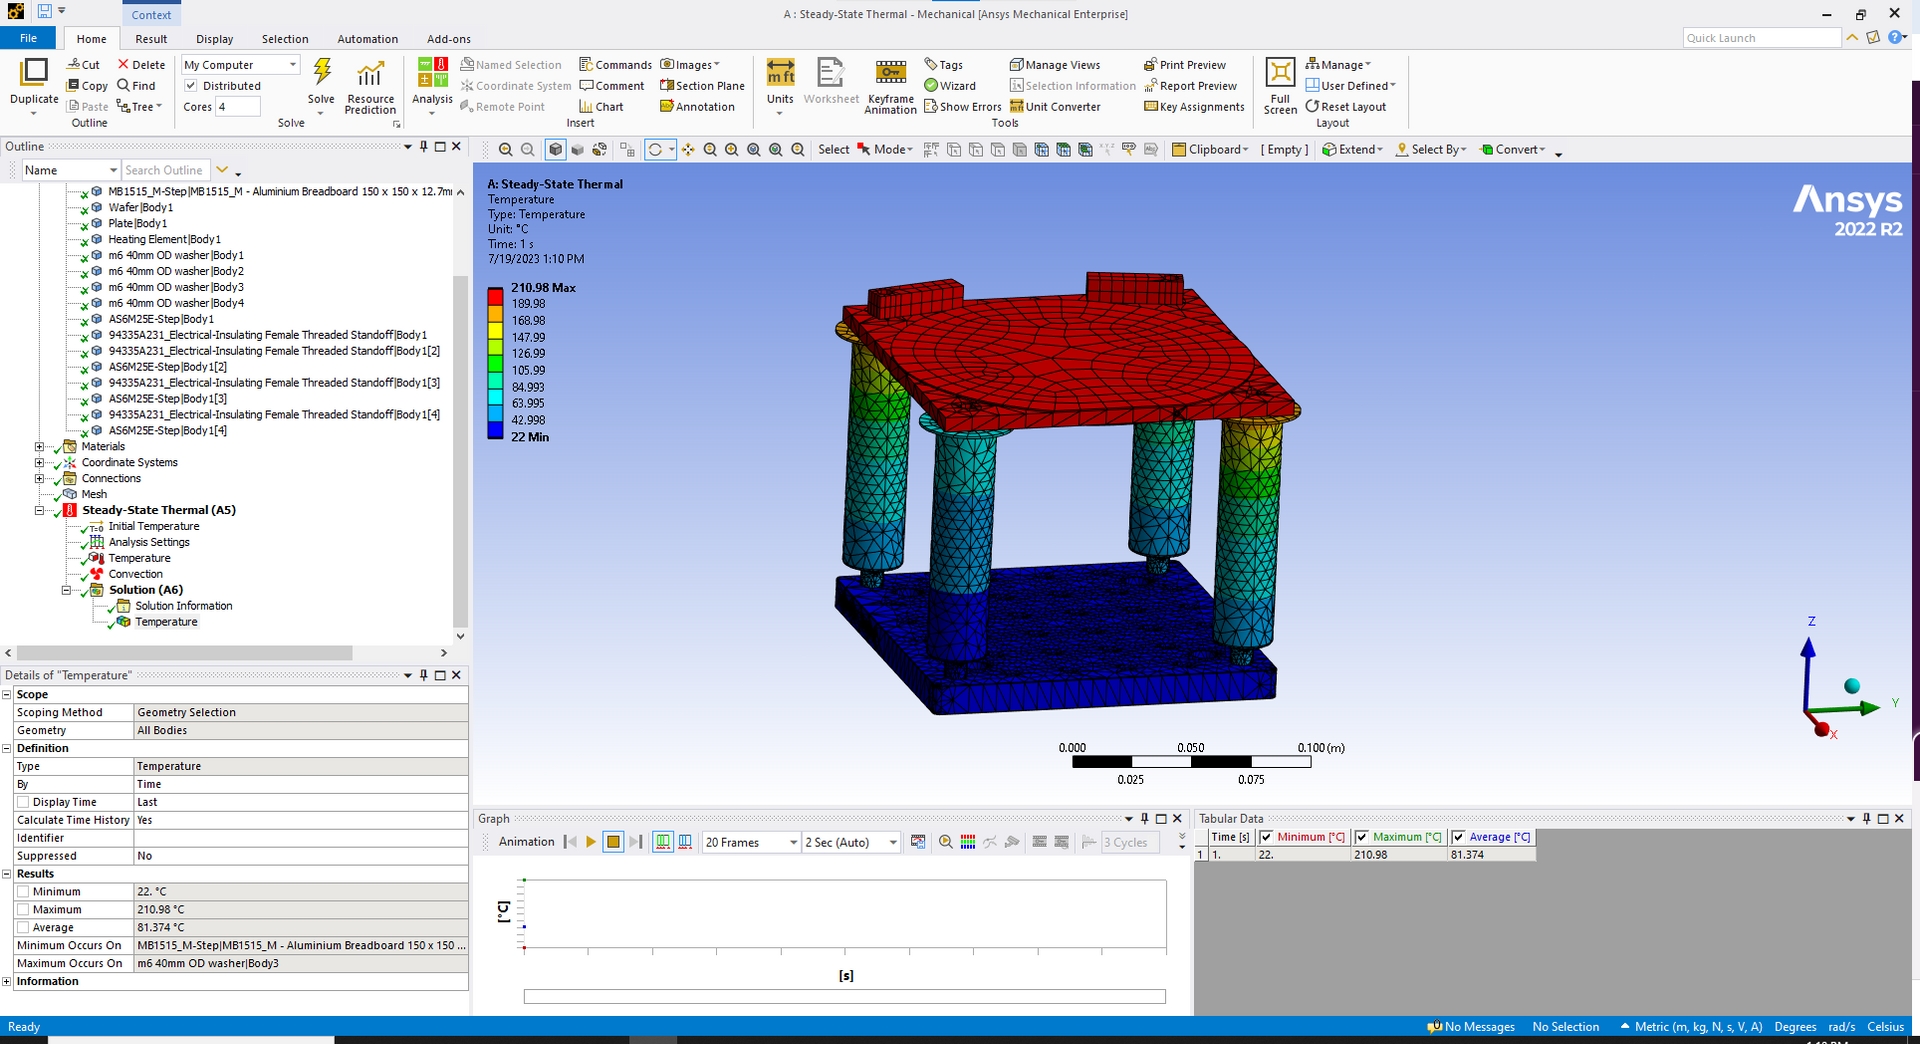 Context
A : Steady-State Thermal - Mechanical [Ansys Mechanical Enterprise]
File Home Result Display Selection Automation Add-ons Quick Launch
Duplicate Cut Copy Paste Delete Find Tree
Outline
My Computer
Distributed
Cores 4
Solve Resource Prediction
Solve
Analysis Named Selection Coordinate System Remote Point Commands Comment Chart Images Section Plane Annotation
Insert
Units Worksheet Keyframe Animation Tags Wizard Show Errors Manage Views Selection Information Unit Converter Print Preview Report Preview Key Assignments
Tools
Full Screen Manage User Defined Reset Layout
Layout
Outline
Name Search Outline
Select Mode Clipboard [ Empty ] Extend Select By Convert
MB1515_M-Step|MB1515_M - Aluminium Breadboard 150 x 150 x 12.7m
Wafer|Body1
Plate|Body1
Heating Element|Body1
m6 40mm OD washer|Body1
m6 40mm OD washer|Body2
m6 40mm OD washer|Body3
m6 40mm OD washer|Body4
AS6M25E-Step|Body1
94335A231_Electrical-Insulating Female Threaded Standoff|Body1
94335A231_Electrical-Insulating Female Threaded Standoff|Body1[2]
AS6M25E-Step|Body1[2]
94335A231_Electrical-Insulating Female Threaded Standoff|Body1[3]
AS6M25E-Step|Body1[3]
94335A231_Electrical-Insulating Female Threaded Standoff|Body1[4]
AS6M25E-Step|Body1[4]
Materials
Coordinate Systems
Connections
Mesh
Steady-State Thermal (A5)
T=0 Initial Temperature
Analysis Settings
Temperature
Convection
Solution (A6)
Solution Information
Temperature
Details of "Temperature"
Scope
Scoping Method Geometry Selection
Geometry All Bodies
Definition
Type Temperature
By Time
Display Time Last
Calculate Time History Yes
Identifier
Suppressed No
Results
Minimum 22. °C
Maximum 210.98 °C
Average 81.374 °C
Minimum Occurs On MB1515_M-Step|MB1515_M - Aluminium Breadboard 150 x 150 ...
Maximum Occurs On m6 40mm OD washer|Body3
Information
A: Steady-State Thermal
Temperature
Type: Temperature
Unit: °C
Time: 1 s
7/19/2023 1:10 PM
210.98 Max
189.98
168.98
147.99
126.99
105.99
84.993
63.995
42.998
22 Min
Ansys
2022 R2
Z
Y
X
0.000 0.050 0.100 (m)
0.025 0.075
Graph
Animation 20 Frames 2 Sec (Auto) 3 Cycles
[°C]
[s]
Tabular Data
Time [s] Minimum [°C] Maximum [°C] Average [°C]
1 1. 22. 210.98 81.374
Ready No Messages No Selection Metric (m, kg, N, s, V, A) Degrees rad/s Celsius